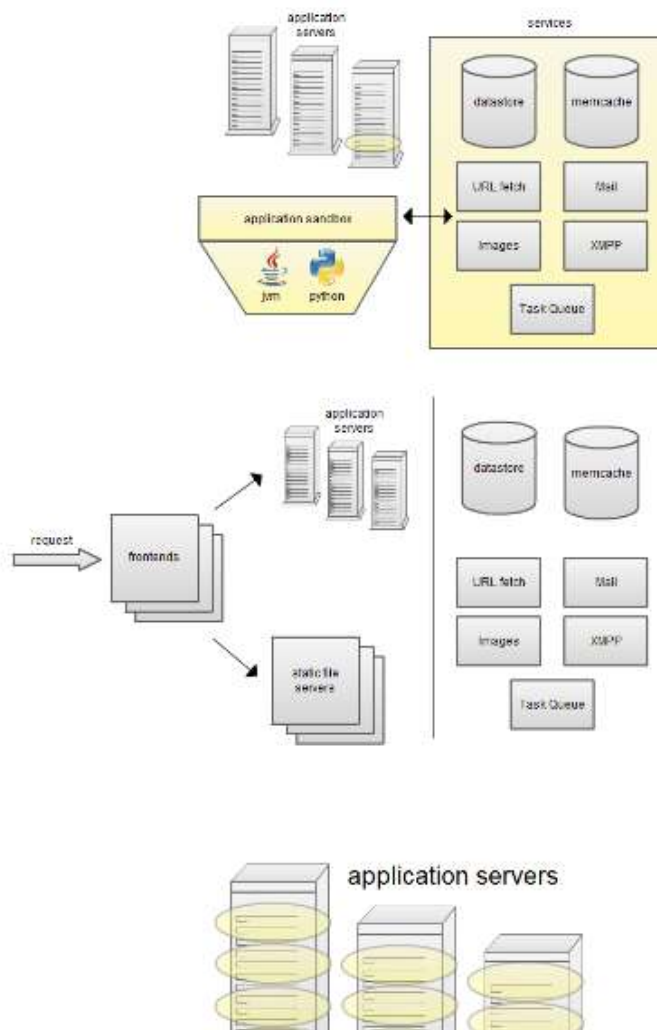 application
servers
services
datastore
memcache
URL fetch
Mail
application sandbox
Images
XMPP
jvm
python
Task Queue
application
servers
datastore
memcache
request
frontends
URL fetch
Mail
Images
XMPP
static file
servers
Task Queue
application servers